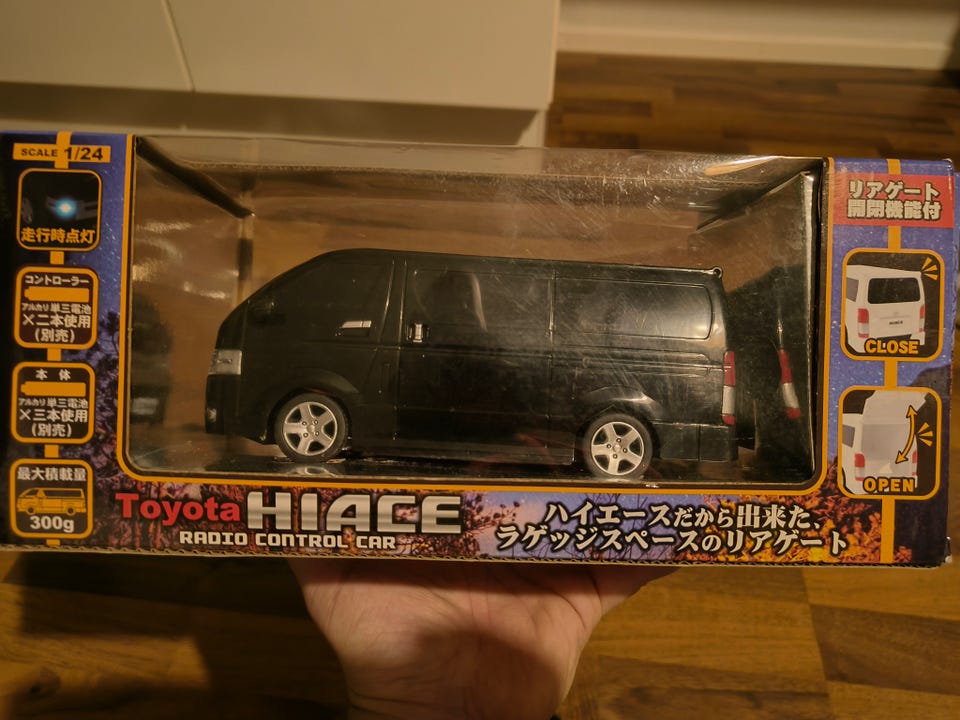 SCALE 1/24
走行時点灯
コントローラー
アルカリ単三電池
×二本使用
(別売)
本体
アルカリ単三電池
×三本使用
(別売)
最大積載量
300g
Toyota HIACE
RADIO CONTROL CAR
ハイエースだから出来た、
ラゲッジスペースのリアゲート
リアゲート
開閉機能付
HIACE
CLOSE
OPEN